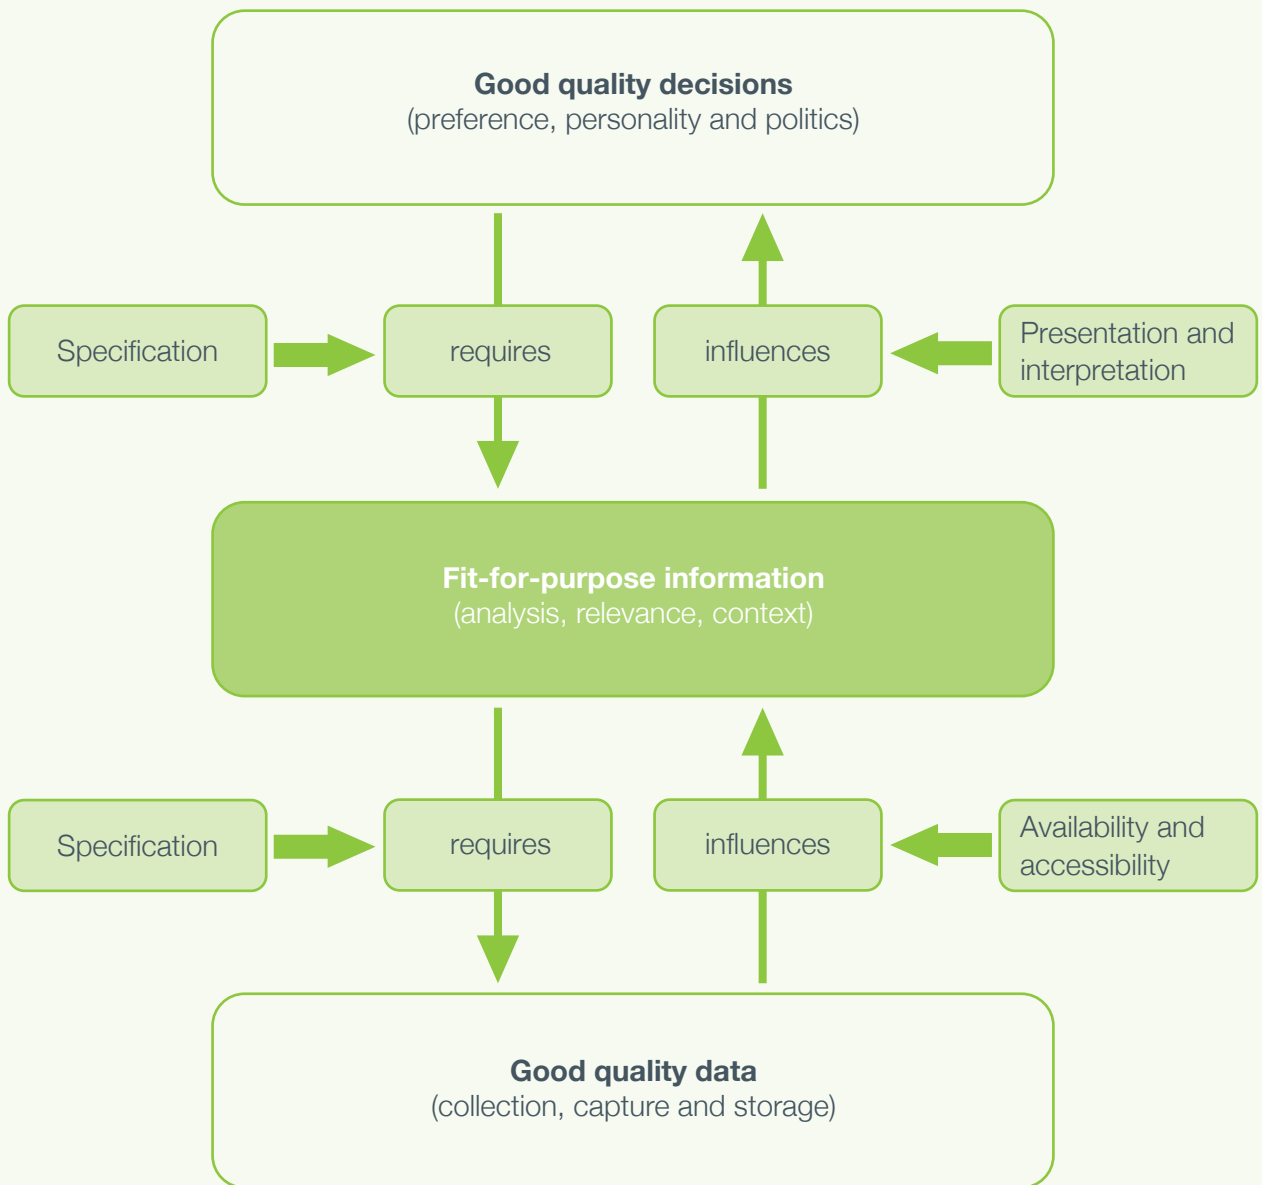 Good quality decisions
(preference, personality and politics)
Specification
requires
influences
Presentation and
interpretation
Fit-for-purpose information
(analysis, relevance, context)
Specification
requires
influences
Availability and
accessibility
Good quality data
(collection, capture and storage)